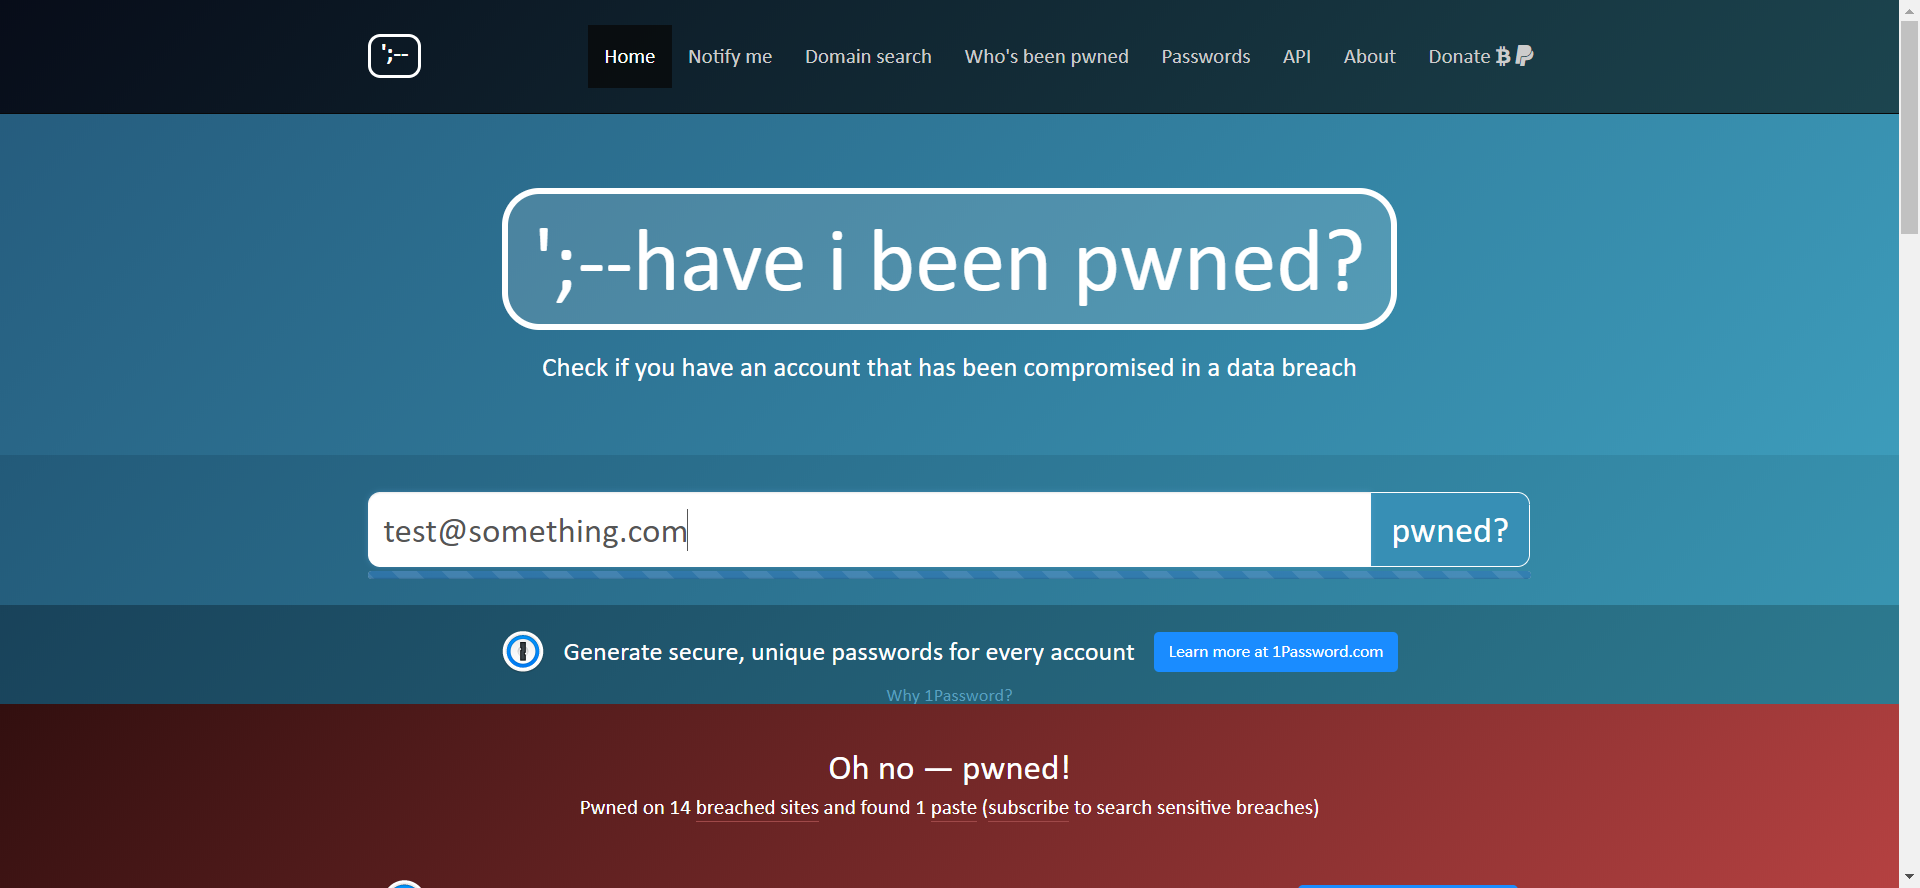 ';--
Home Notify me Domain search Who's been pwned Passwords API About Donate
';--have i been pwned?
Check if you have an account that has been compromised in a data breach
test@something.com pwned?
Generate secure, unique passwords for every account Learn more at 1Password.com
Why 1Password?
Oh no — pwned!
Pwned on 14 breached sites and found 1 paste (subscribe to search sensitive breaches)